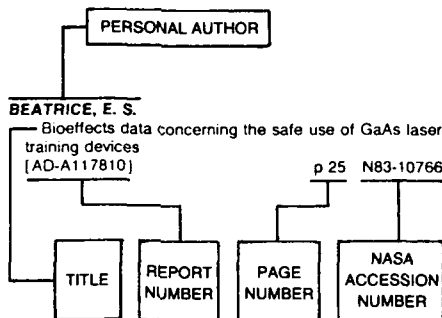 PERSONAL AUTHOR
BEATRICE, E. S.
Bioeffects data concerning the safe use of GaAs laser
training devices
[AD-A117810] p 25 N83-10766
TITLE
REPORT
NUMBER
PAGE
NUMBER
NASA
ACCESSION
NUMBER